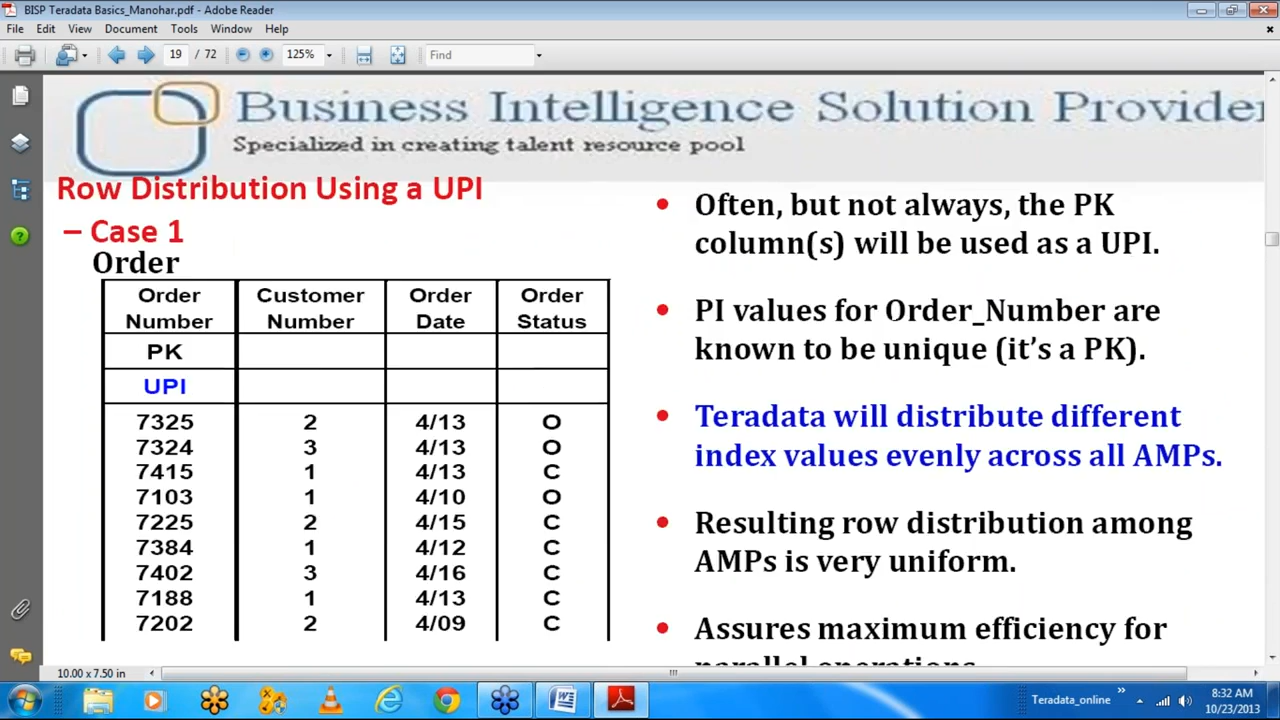 BISP Teradata Basics_Manohar.pdf - Adobe Reader
File Edit View Document Tools Window Help
19 / 72 125% Find
Business Intelligence Solution Provider
Specialized in creating talent resource pool
Row Distribution Using a UPI
– Case 1
Order
Order Number Customer Number Order Date Order Status
PK
UPI
7325 2 4/13 O
7324 3 4/13 O
7415 1 4/13 C
7103 1 4/10 O
7225 2 4/15 C
7384 1 4/12 C
7402 3 4/16 C
7188 1 4/13 C
7202 2 4/09 C
• Often, but not always, the PK
column(s) will be used as a UPI.
• PI values for Order_Number are
known to be unique (it’s a PK).
• Teradata will distribute different
index values evenly across all AMPs.
• Resulting row distribution among
AMPs is very uniform.
• Assures maximum efficiency for
parallel operations
10.00 x 7.50 in
Teradata_online
8:32 AM
10/23/2013